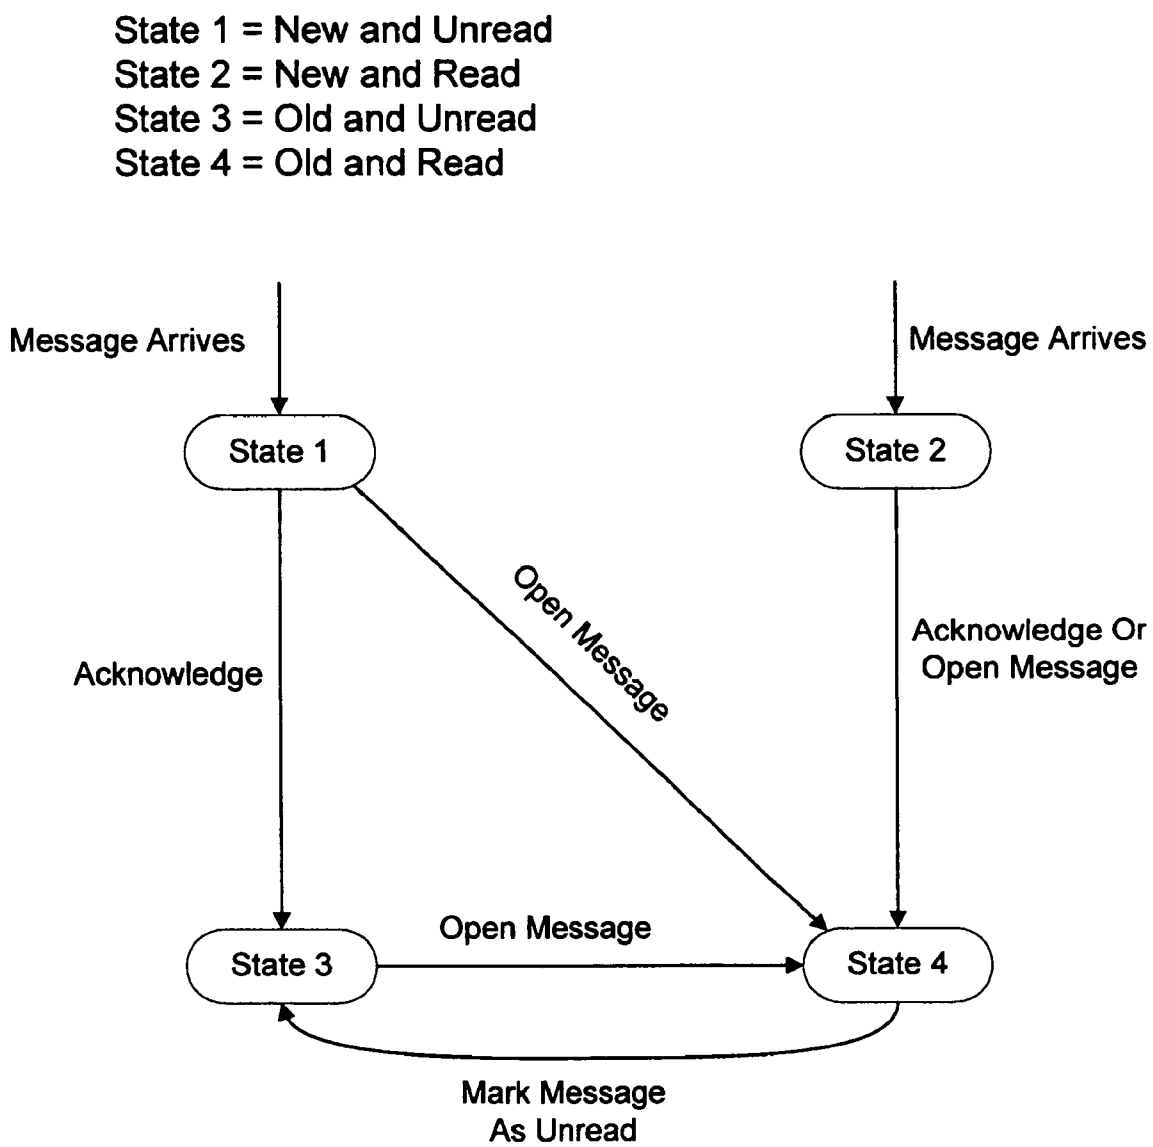 State 1 = New and Unread
State 2 = New and Read
State 3 = Old and Unread
State 4 = Old and Read
Message Arrives
Message Arrives
State 1
State 2
Open Message
Acknowledge
Acknowledge Or
Open Message
Open Message
State 3
State 4
Mark Message
As Unread